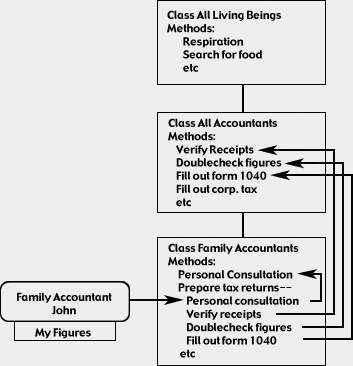 Class All Living Beings
Methods:
Respiration
Search for food
etc
Class All Accountants
Methods:
Verify Receipts
Doublecheck figures
Fill out form 1040
Fill out corp. tax
etc
Class Family Accountants
Methods:
Personal Consultation
Prepare tax returns--
Personal consultation
Verify receipts
Doublecheck figures
Fill out form 1040
etc
Family Accountant
John
My Figures